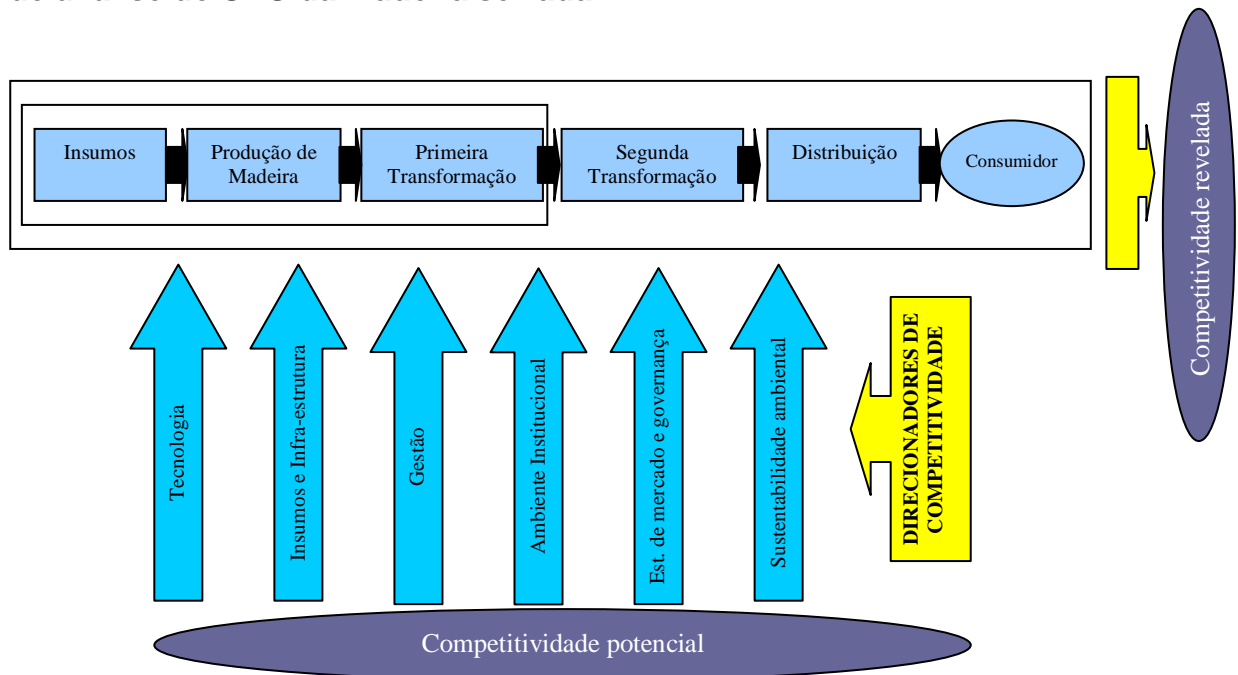 Insumos
Produção de
Madeira
Primeira
Transformação
Segunda
Transformação
Distribuição
Consumidor
Competitividade revelada
Tecnologia
Insumos e Infra-estrutura
Gestão
Ambiente Institucional
Est. de mercado e governança
Sustentabilidade ambiental
DIRECIONADORES DE
COMPETITIVIDADE
Competitividade potencial